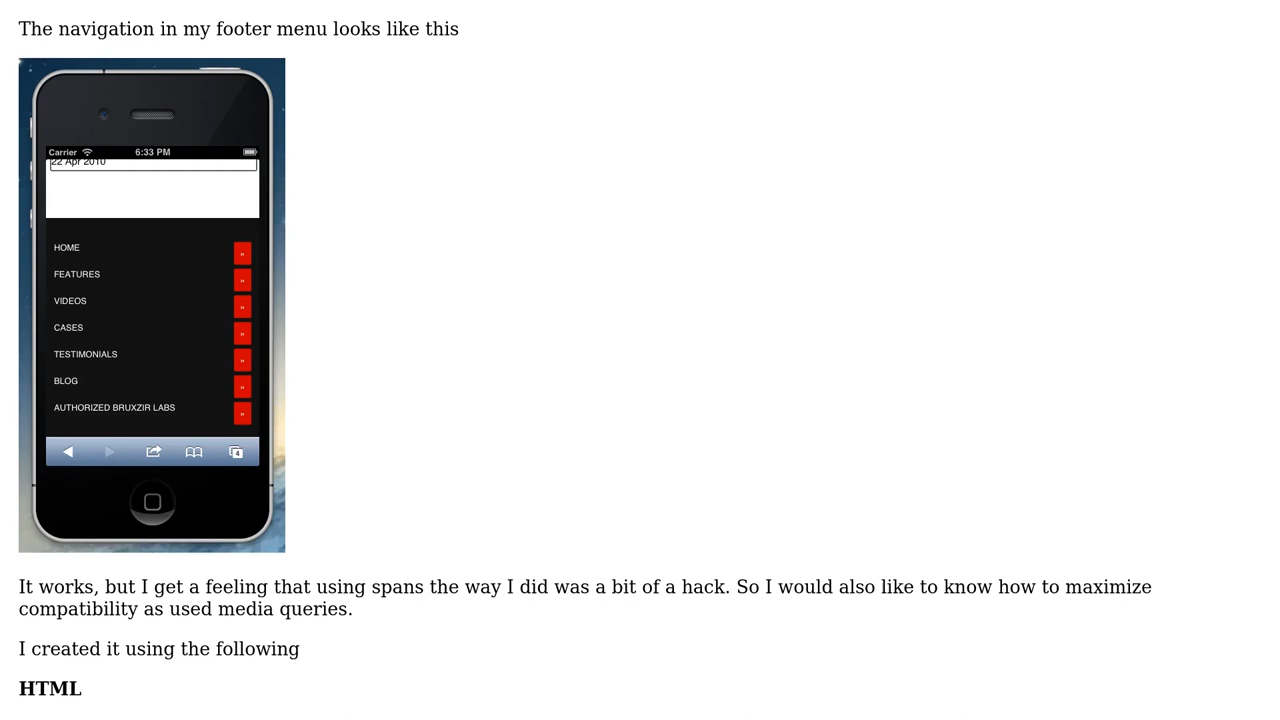 The navigation in my footer menu looks like this
Carrier 6:33 PM
22 Apr 2010
HOME »
FEATURES »
VIDEOS »
CASES »
TESTIMONIALS »
BLOG »
AUTHORIZED BRUXZIR LABS »
4
It works, but I get a feeling that using spans the way I did was a bit of a hack. So I would also like to know how to maximize
compatibility as used media queries.
I created it using the following
HTML